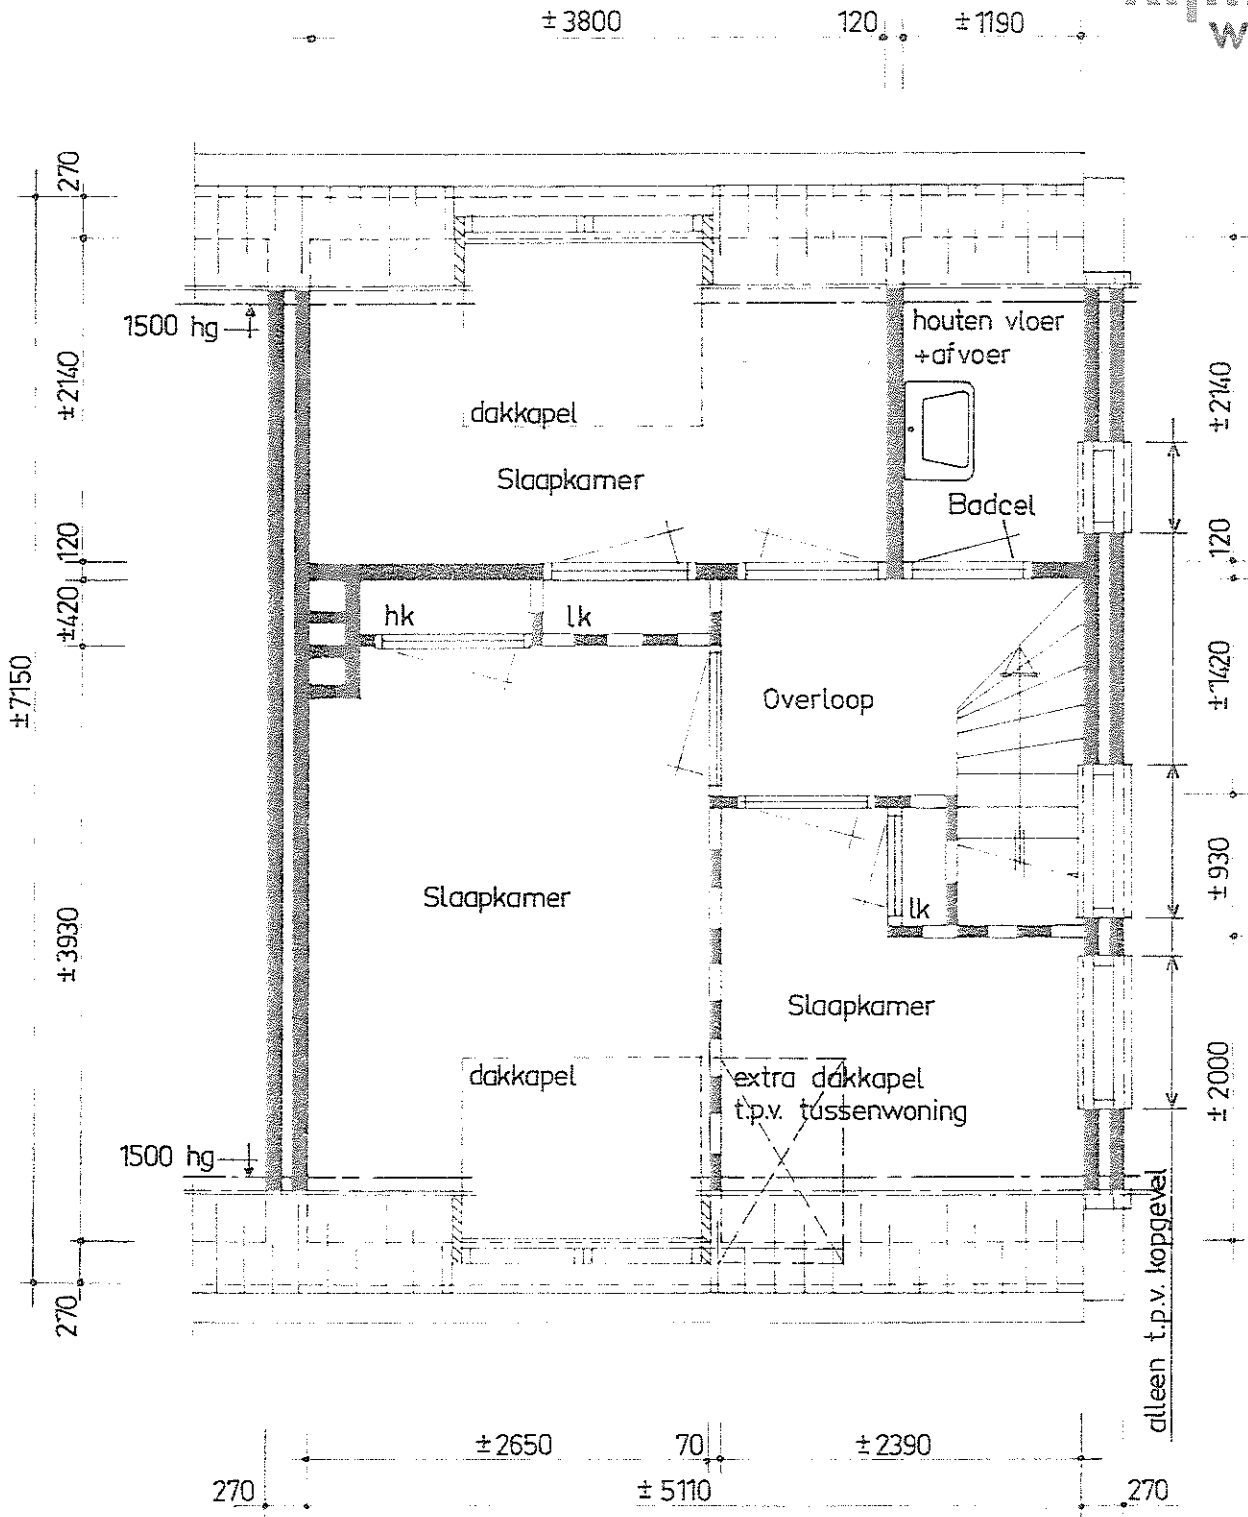 ±3800
120
±1190
270
1500 hg
houten vloer
+afvoer
±2140
±2140
dakkapel
Slaapkamer
Badcel
120
120
±420
hk
lk
±7150
Overloop
±1420
Slaapkamer
lk
±930
±3930
Slaapkamer
dakkapel
extra dakkapel
t.p.v. tussenwoning
±2000
1500 hg
alleen t.p.v. kopgevel
270
±2650
70
±2390
270
±5110
270